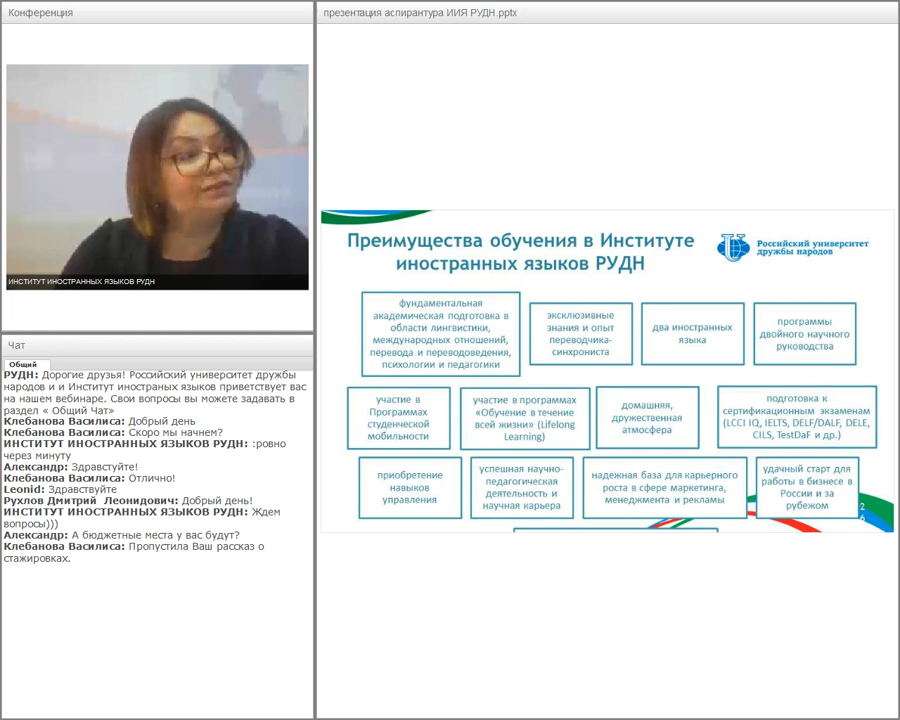 Конференция
ИНСТИТУТ ИНОСТРАННЫХ ЯЗЫКОВ РУДН
Чат
Общий
РУДН: Дорогие друзья! Российский университет дружбы
народов и и Институт иностраных языков приветствует вас
на нашем вебинаре. Свои вопросы вы можете задавать в
раздел « Общий Чат»
Клебанова Василиса: Добрый день
Клебанова Василиса: Скоро мы начнем?
ИНСТИТУТ ИНОСТРАННЫХ ЯЗЫКОВ РУДН: :ровно
через минуту
Александр: Здравстуйте!
Клебанова Василиса: Отлично!
Leonid: Здравствуйте
Рухлов Дмитрий Леонидович: Добрый день!
ИНСТИТУТ ИНОСТРАННЫХ ЯЗЫКОВ РУДН: Ждем
вопросы)))
Александр: А бюджетные места у вас будут?
Клебанова Василиса: Пропустила Ваш рассказ о
стажировках.
презентация аспирантура ИИЯ РУДН.pptx
Преимущества обучения в Институте
иностранных языков РУДН
Российский университет
дружбы народов
фундаментальная
академическая подготовка в
области лингвистики,
международных отношений,
перевода и переводоведения,
психологии и педагогики
эксклюзивные
знания и опыт
переводчика-
синхрониста
два иностранных
языка
программы
двойного научного
руководства
участие в
Программах
студенческой
мобильности
участие в программах
«Обучение в течение
всей жизни» (Lifelong
Learning)
домашняя,
дружественная
атмосфера
подготовка к
сертификационным экзаменам
(LCCI IQ, IELTS, DELF/DALF, DELE,
CILS, TestDaF и др.)
приобретение
навыков
управления
успешная научно-
педагогическая
деятельность и
научная карьера
надежная база для карьерного
роста в сфере маркетинга,
менеджмента и рекламы
удачный старт для
работы в бизнесе в
России и за
рубежом
2
6